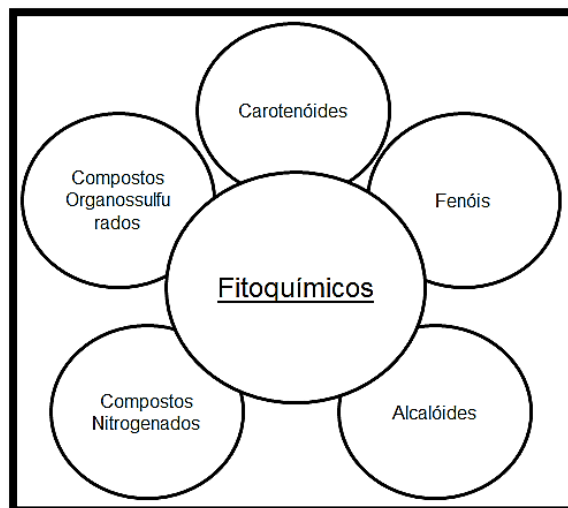 Carotenóides
Compostos
Organossulfu
rados
Fenóis
Fitoquímicos
Compostos
Nitrogenados
Alcalóides